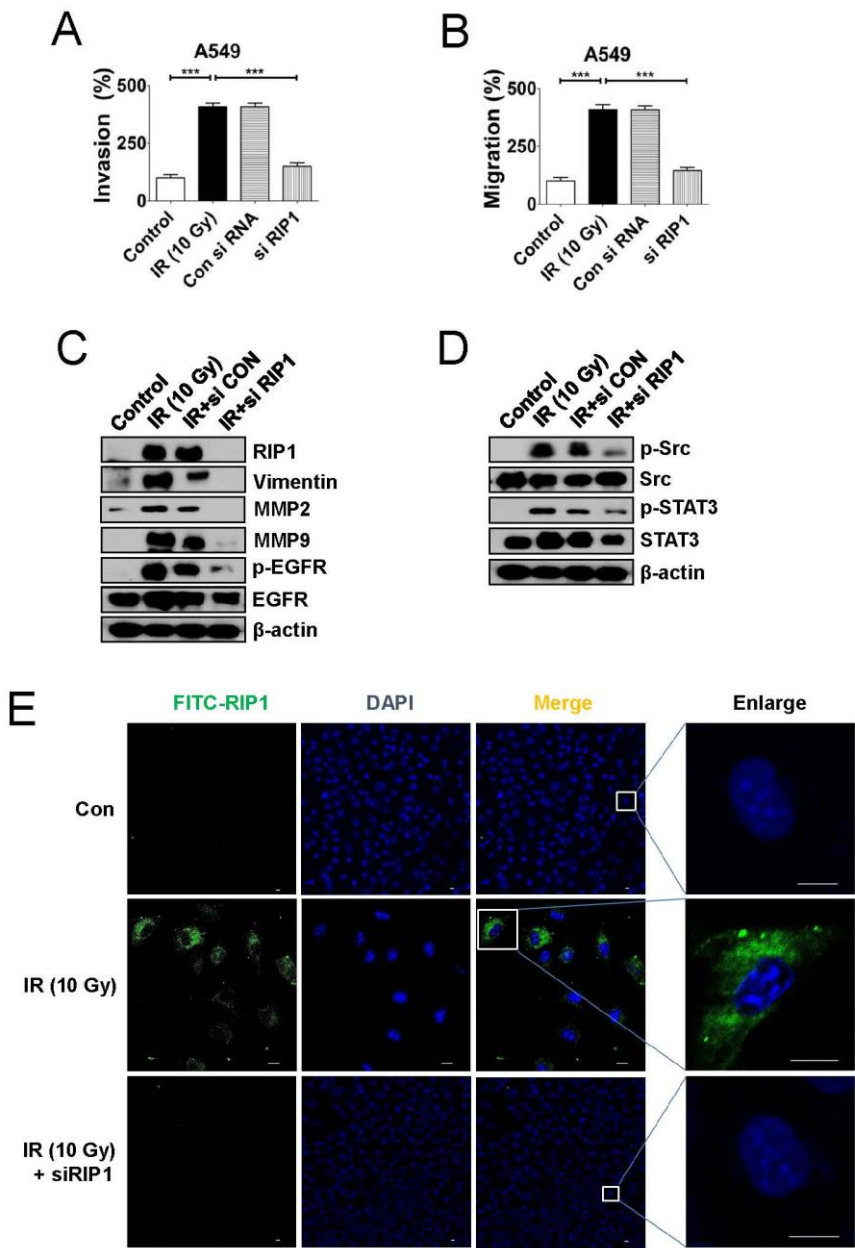 A
A549
***
***
Invasion (%)
500
250
0
Control
IR (10 Gy)
Con si RNA
si RIP1
B
A549
***
***
Migration (%)
500
250
0
Control
IR (10 Gy)
Con si RNA
si RIP1
C
Control
IR (10 Gy)
IR+si CON
IR+si RIP1
RIP1
Vimentin
MMP2
MMP9
p-EGFR
EGFR
β-actin
D
Control
IR (10 Gy)
IR+si CON
IR+si RIP1
p-Src
Src
p-STAT3
STAT3
β-actin
E
FITC-RIP1
DAPI
Merge
Enlarge
Con
IR (10 Gy)
IR (10 Gy)
+ siRIP1